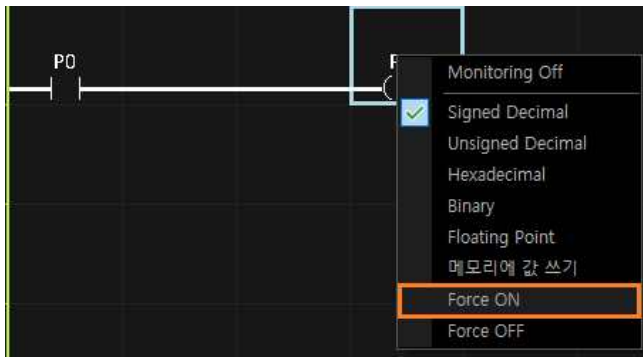 P0
Monitoring Off
Signed Decimal
Unsigned Decimal
Hexadecimal
Binary
Floating Point
메모리에 값 쓰기
Force ON
Force OFF